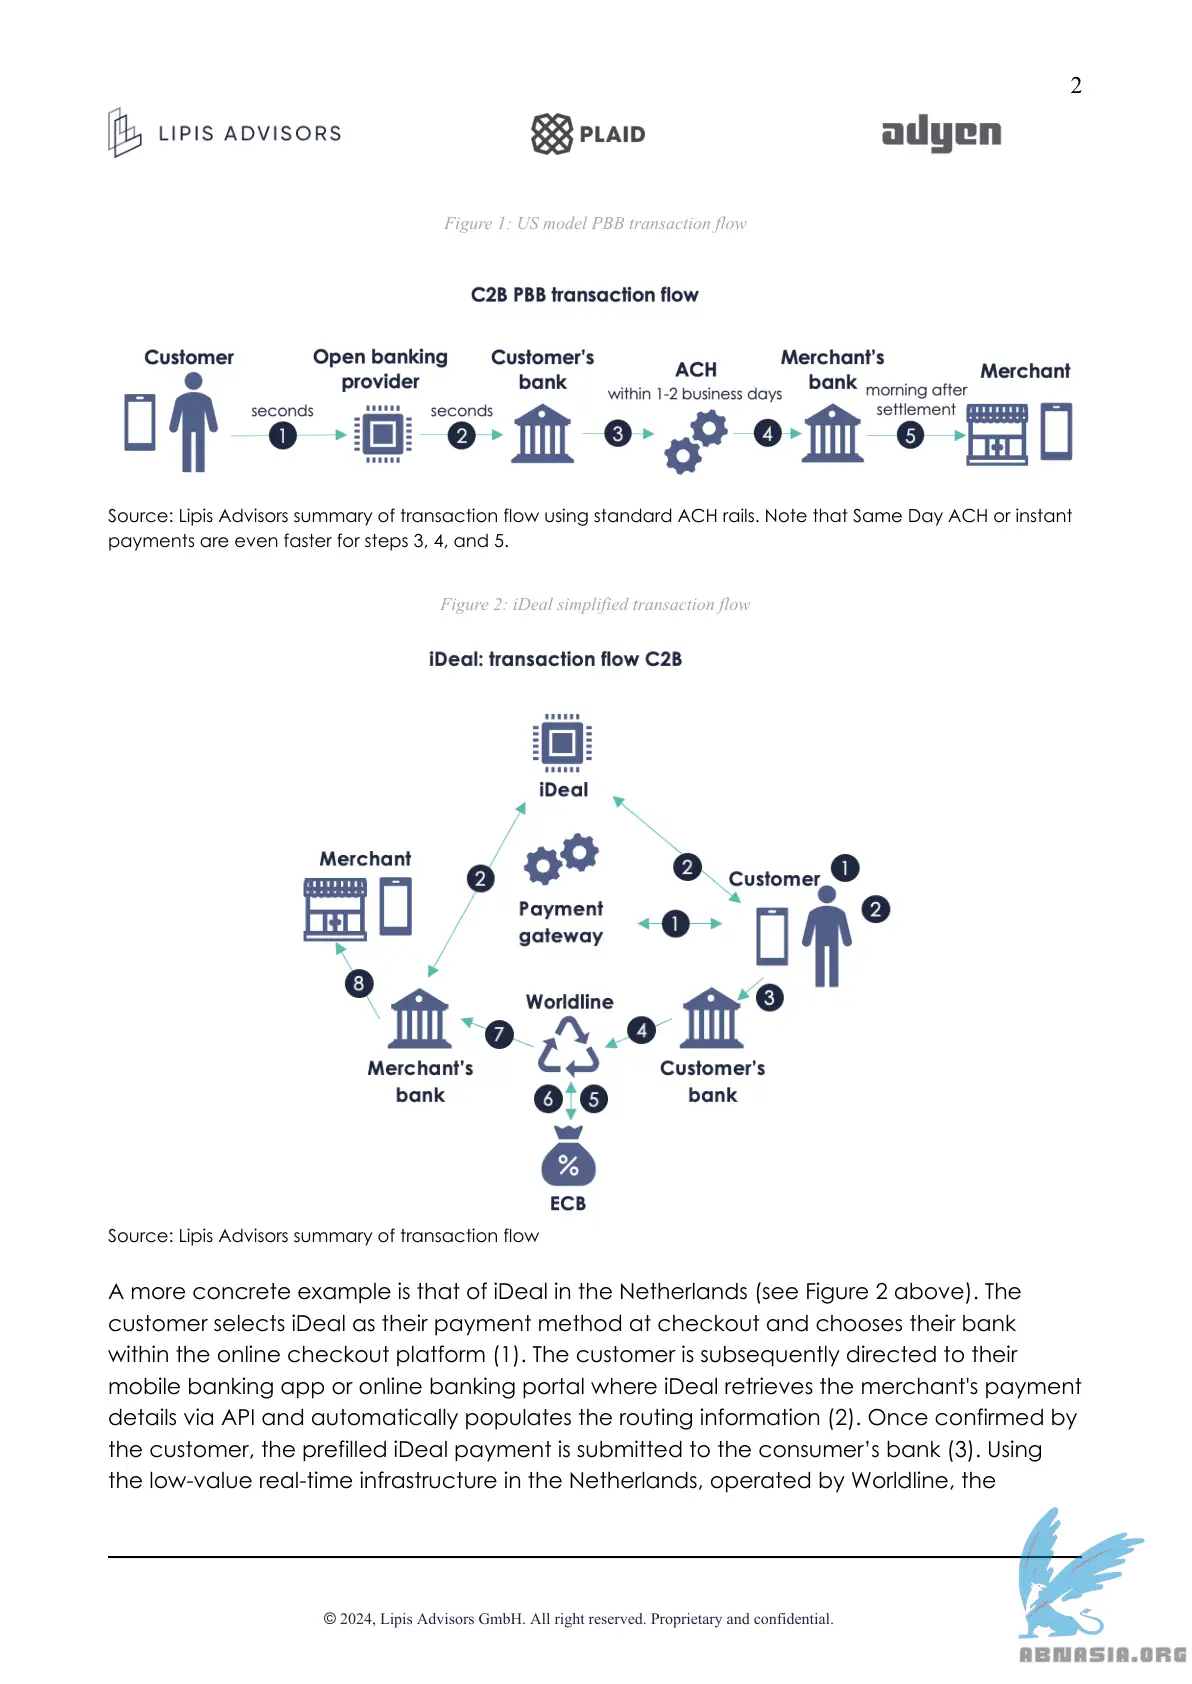 2
LIPIS ADVISORS
PLAID
adyen
Figure 1: US model PBB transaction flow
C2B PBB transaction flow
Customer
Open banking
provider
Customer's
bank
ACH
within 1-2 business days
Merchant's
bank
morning after
settlement
Merchant
seconds
seconds
1
2
3
4
5
Source: Lipis Advisors summary of transaction flow using standard ACH rails. Note that Same Day ACH or instant
payments are even faster for steps 3, 4, and 5.
Figure 2: iDeal simplified transaction flow
iDeal: transaction flow C2B
iDeal
Merchant
2
2
Customer
1
2
Payment
gateway
1
8
Worldline
3
7
4
Merchant's
bank
Customer's
bank
6
5
%
ECB
Source: Lipis Advisors summary of transaction flow
A more concrete example is that of iDeal in the Netherlands (see Figure 2 above). The
customer selects iDeal as their payment method at checkout and chooses their bank
within the online checkout platform (1). The customer is subsequently directed to their
mobile banking app or online banking portal where iDeal retrieves the merchant's payment
details via API and automatically populates the routing information (2). Once confirmed by
the customer, the prefilled iDeal payment is submitted to the consumer's bank (3). Using
the low-value real-time infrastructure in the Netherlands, operated by Worldline, the
© 2024, Lipis Advisors GmbH. All right reserved. Proprietary and confidential.
ABNASIA.ORG